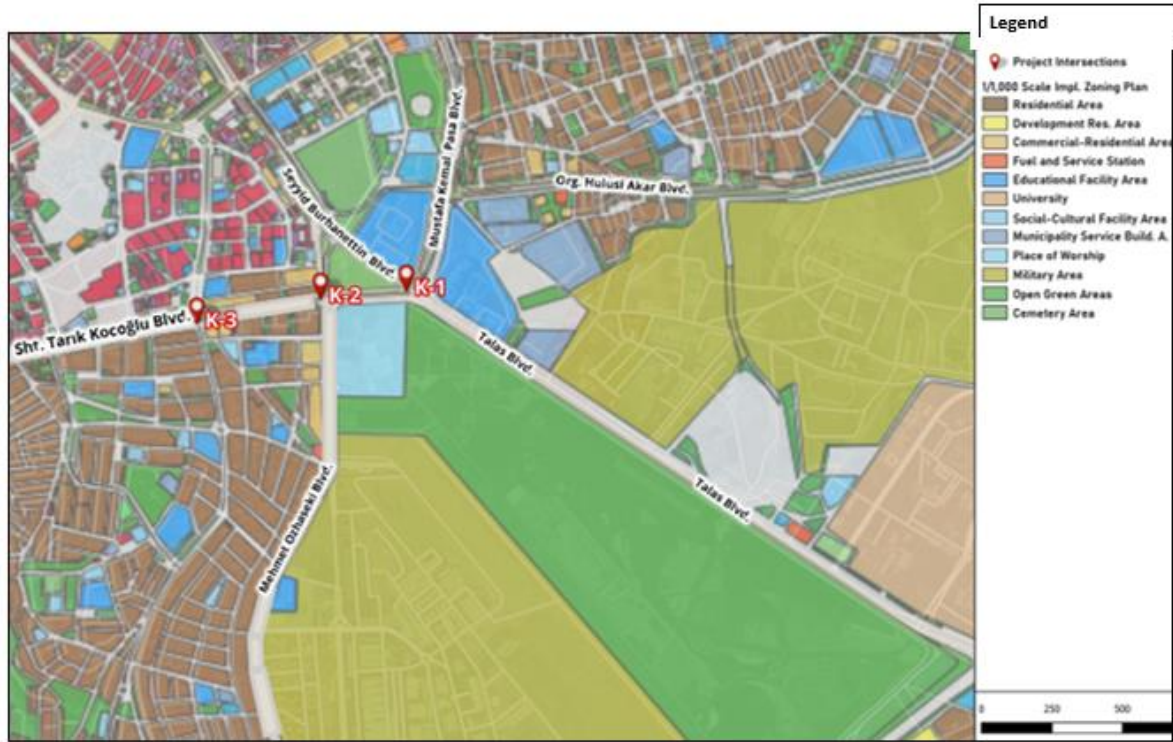 Legend
Project Intersections
1/1,000 Scale Impl. Zoning Plan
Residential Area
Development Res. Area
Commercial-Residential Area
Fuel and Service Station
Educational Facility Area
University
Social-Cultural Facility Area
Municipality Service Build. A.
Place of Worship
Military Area
Open Green Areas
Cemetery Area
Mustafa Kemal Pasa Blvd.
Seyyid Burhanettin Blvd.
Org. Hulusi Akar Blvd.
K-1
K-2
K-3
Sht. Tarık Kocoğlu Blvd.
Talas Blvd.
Talas Blvd.
Mehmet Ozhaseki Blvd.
0 250 500